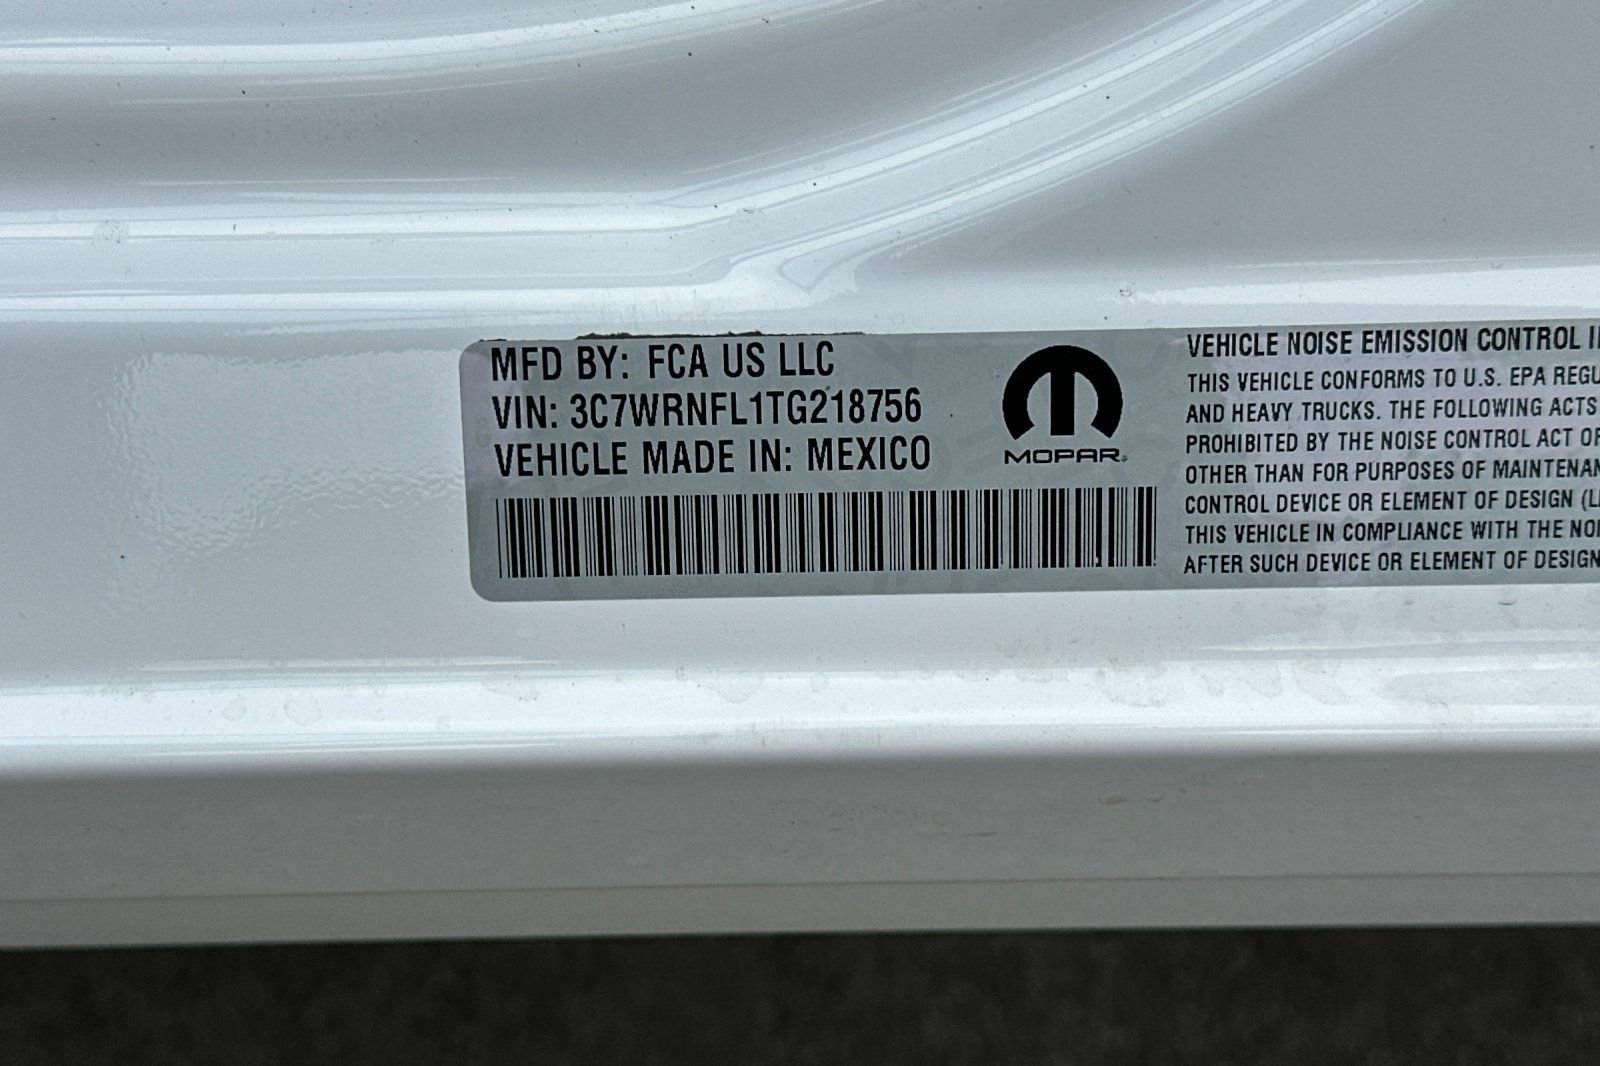 MFD BY: FCA US LLC
VIN: 3C7WRNFL1TG218756
VEHICLE MADE IN: MEXICO
MOPAR®
VEHICLE NOISE EMISSION CONTROL
THIS VEHICLE CONFORMS TO U.S. EPA
AND HEAVY TRUCKS. THE FOLLOWING ACTS
PROHIBITED BY THE NOISE CONTROL ACT
OTHER THAN FOR PURPOSES OF
CONTROL DEVICE OR ELEMENT OF DESIGN
THIS VEHICLE IN COMPLIANCE WITH THE
AFTER SUCH DEVICE OR ELEMENT OF DESIGN